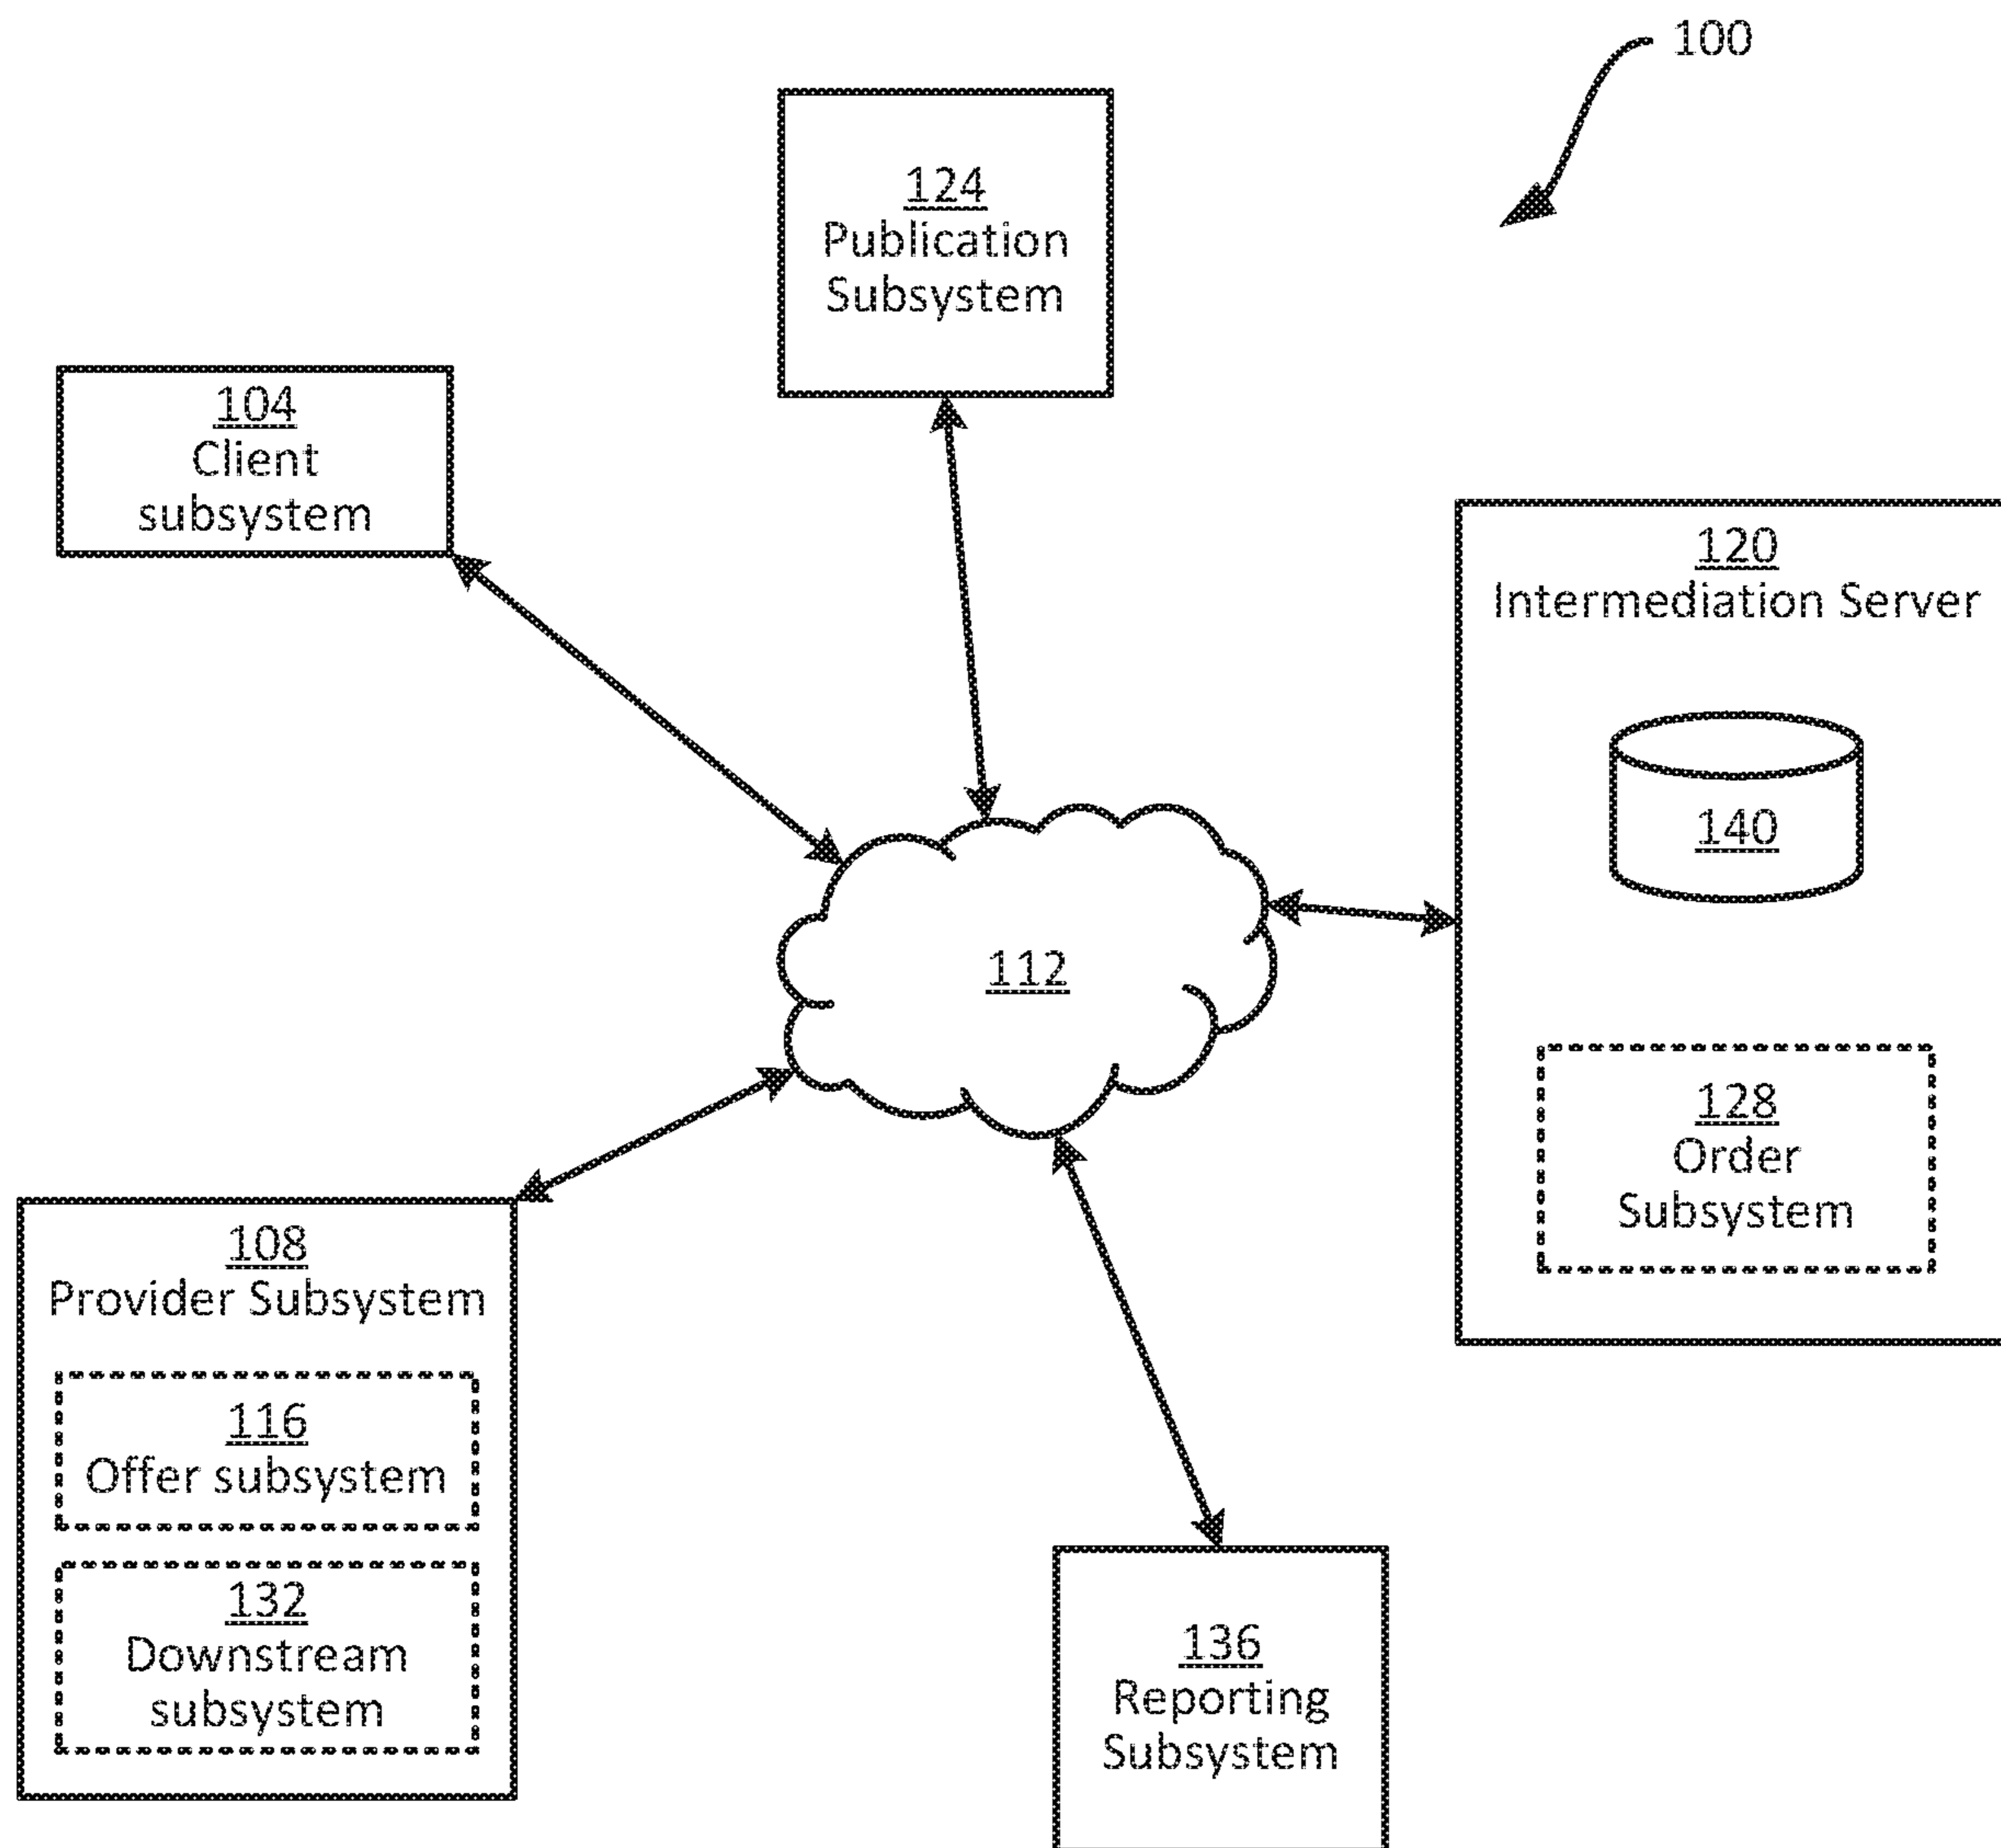 100
124
Publication
Subsystem
104
Client
subsystem
120
Intermediation Server
140
112
128
Order
Subsystem
108
Provider Subsystem
116
Offer subsystem
132
Downstream
subsystem
136
Reporting
Subsystem